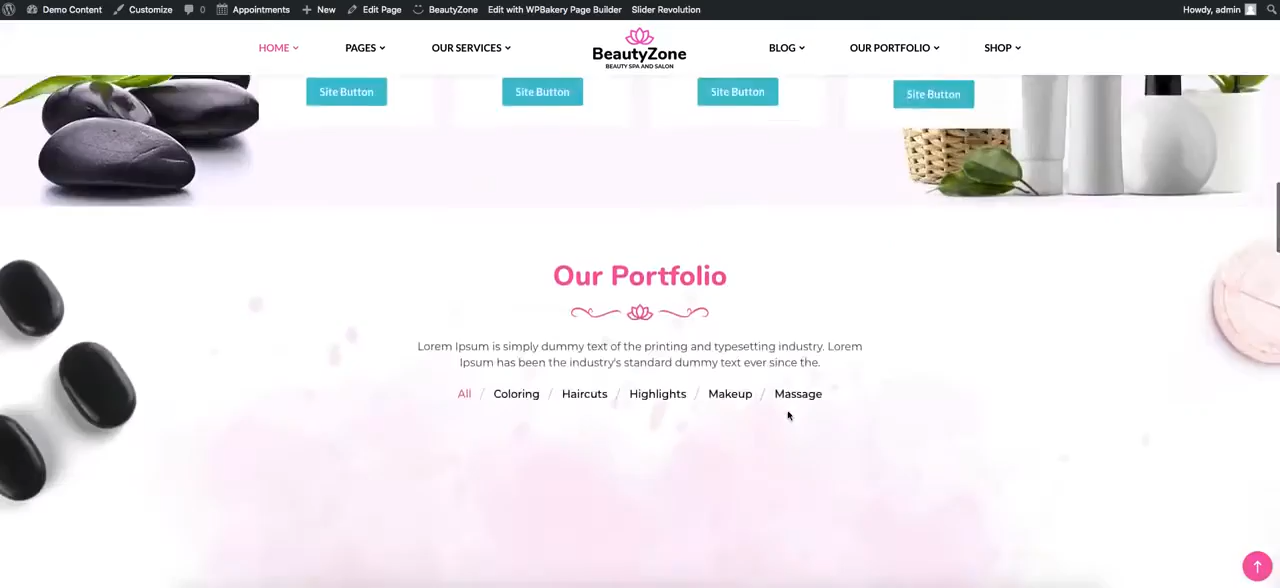 Demo Content Customize 0 Appointments New Edit Page BeautyZone Edit with WPBakery Page Builder Slider Revolution Howdy, admin
HOME PAGES OUR SERVICES BeautyZone BLOG OUR PORTFOLIO SHOP
BEAUTY SPA AND SALON
Site Button Site Button Site Button Site Button
Our Portfolio
Lorem Ipsum is simply dummy text of the printing and typesetting industry. Lorem
Ipsum has been the industry's standard dummy text ever since the.
All / Coloring / Haircuts / Highlights / Makeup / Massage